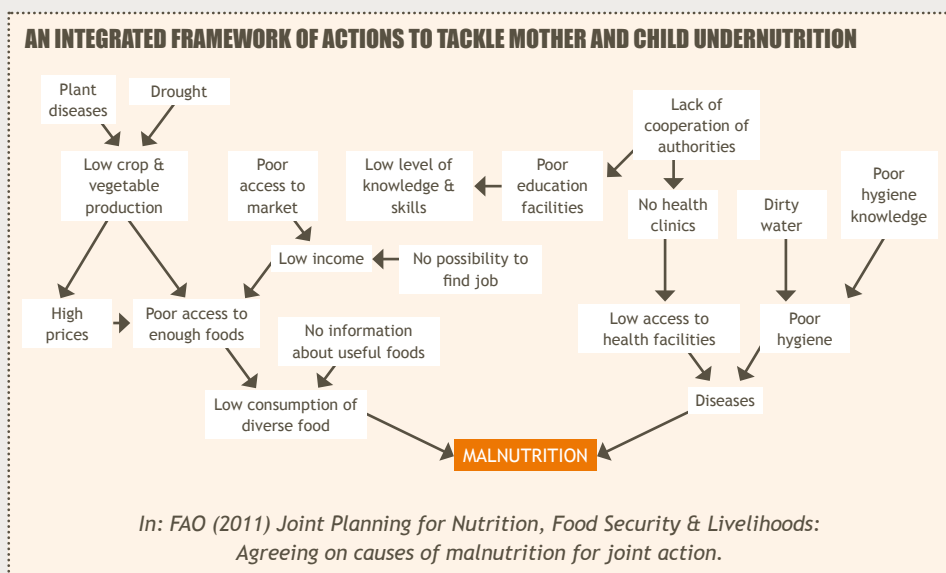 AN INTEGRATED FRAMEWORK OF ACTIONS TO TACKLE MOTHER AND CHILD UNDERNUTRITION
Plant
diseases
Drought
Low crop &
vegetable
production
Poor
access to
market
Low level of
knowledge &
skills
Poor
education
facilities
Lack of
cooperation of
authorities
No health
clinics
Dirty
water
Poor
hygiene
knowledge
Low income
No possibility to
find job
High
prices
Poor access to
enough foods
No information
about useful foods
Low access to
health facilities
Poor
hygiene
Low consumption of
diverse food
Diseases
MALNUTRITION
In: FAO (2011) Joint Planning for Nutrition, Food Security & Livelihoods:
Agreeing on causes of malnutrition for joint action.